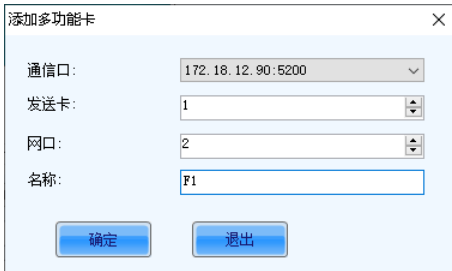 添加多功能卡
通信口: 172.18.12.90:5200
发送卡: 1
网口: 2
名称: F1
确定 退出